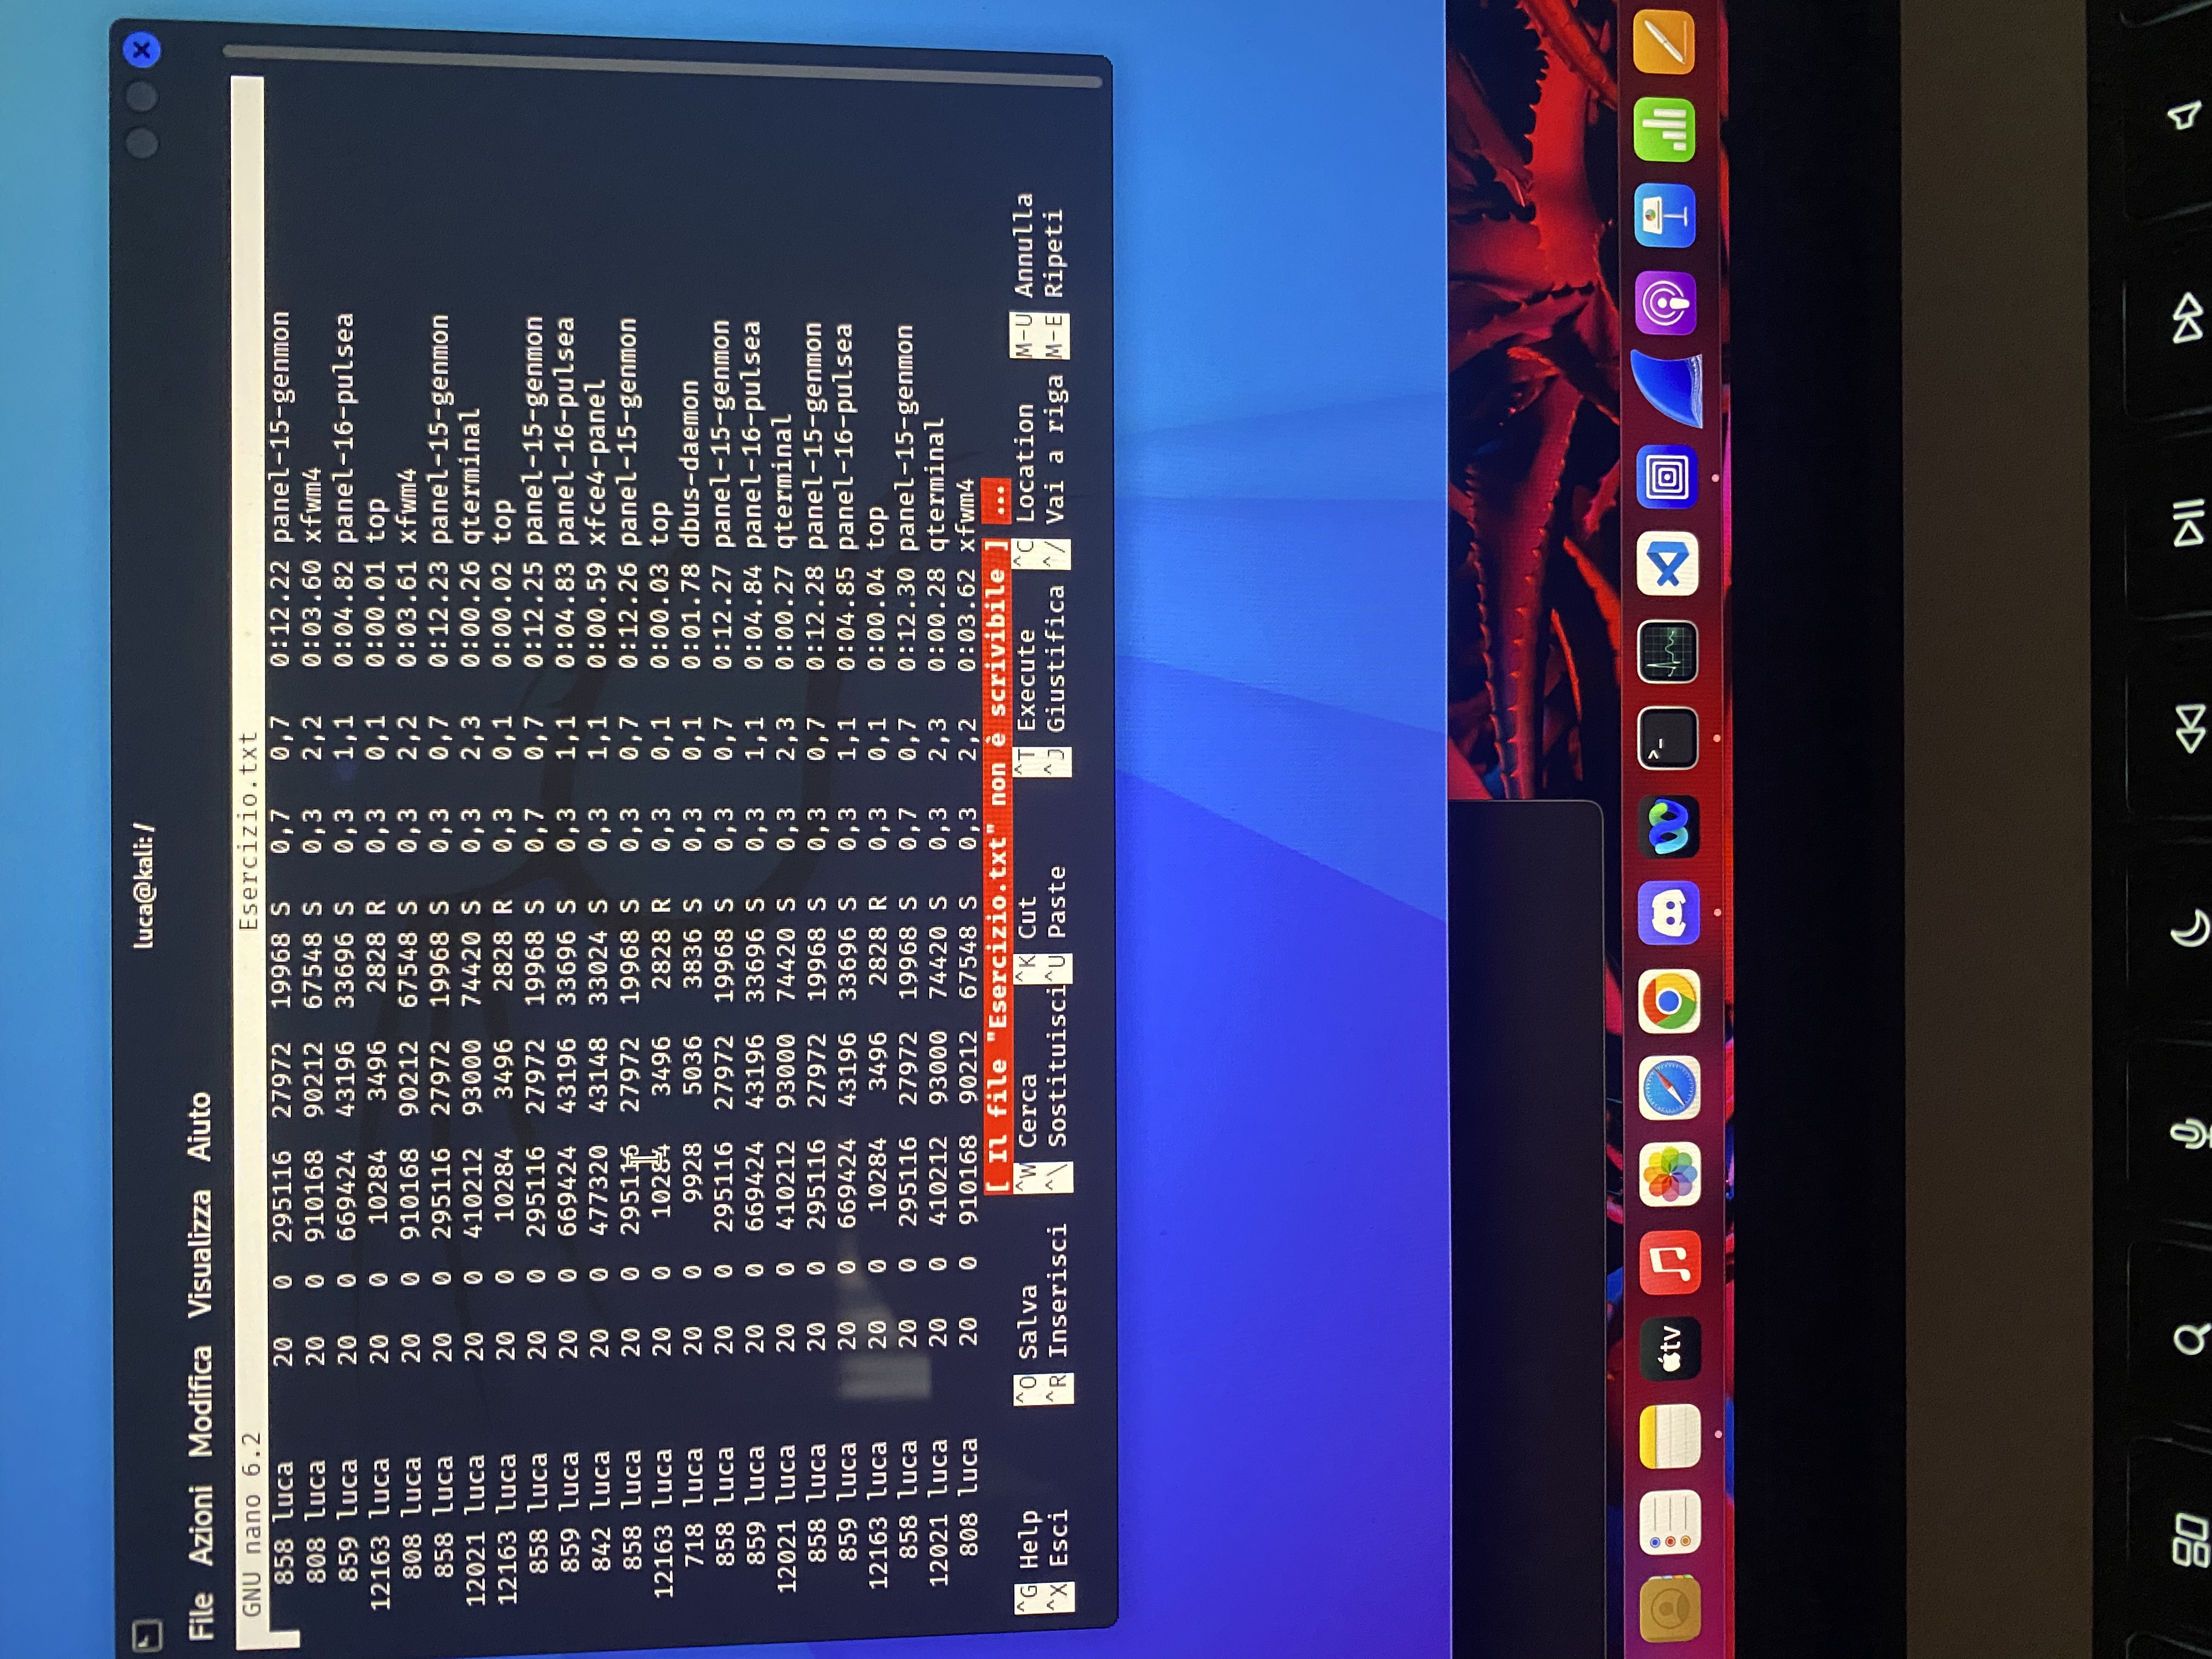 luca@kali: /
File Azioni Modifica Visualizza Aiuto
GNU nano 6.2 Esercizio.txt
858 luca 20 0 295116 27972 19968 S 0,7 0,7 0:12.22 panel-15-genmon
808 luca 20 0 910168 90212 67548 S 0,3 2,2 0:03.60 xfwm4
859 luca 20 0 669424 43196 33696 S 0,3 1,1 0:04.82 panel-16-pulsea
12163 luca 20 0 10284 3496 2828 R 0,3 0,1 0:00.01 top
808 luca 20 0 910168 90212 67548 S 0,3 2,2 0:03.61 xfwm4
858 luca 20 0 295116 27972 19968 S 0,3 0,7 0:12.23 panel-15-genmon
12021 luca 20 0 410212 93000 74420 S 0,3 2,3 0:00.26 qterminal
12163 luca 20 0 10284 3496 2828 R 0,3 0,1 0:00.02 top
858 luca 20 0 295116 27972 19968 S 0,7 0,7 0:12.25 panel-15-genmon
859 luca 20 0 669424 43196 33696 S 0,3 1,1 0:04.83 panel-16-pulsea
842 luca 20 0 477320 43148 33024 S 0,3 1,1 0:00.59 xfce4-panel
858 luca 20 0 295116 27972 19968 S 0,3 0,7 0:12.26 panel-15-genmon
12163 luca 20 0 10284 3496 2828 R 0,3 0,1 0:00.03 top
718 luca 20 0 9928 5036 3836 S 0,3 0,1 0:01.78 dbus-daemon
858 luca 20 0 295116 27972 19968 S 0,3 0,7 0:12.27 panel-15-genmon
859 luca 20 0 669424 43196 33696 S 0,3 1,1 0:04.84 panel-16-pulsea
12021 luca 20 0 410212 93000 74420 S 0,3 2,3 0:00.27 qterminal
858 luca 20 0 295116 27972 19968 S 0,3 0,7 0:12.28 panel-15-genmon
859 luca 20 0 669424 43196 33696 S 0,3 1,1 0:04.85 panel-16-pulsea
12163 luca 20 0 10284 3496 2828 R 0,3 0,1 0:00.04 top
858 luca 20 0 295116 27972 19968 S 0,7 0,7 0:12.30 panel-15-genmon
12021 luca 20 0 410212 93000 74420 S 0,3 2,3 0:00.28 qterminal
808 luca 20 0 910168 90212 67548 S 0,3 2,2 0:03.62 xfwm4
[ Il file "Esercizio.txt" non è scrivibile ] ...
^G Help ^O Salva ^W Cerca ^K Cut ^T Execute ^C Location M-U Annulla
^X Esci ^R Inserisci ^\ Sostituisci ^U Paste ^J Giustifica ^/ Vai a riga M-E Ripeti
tv